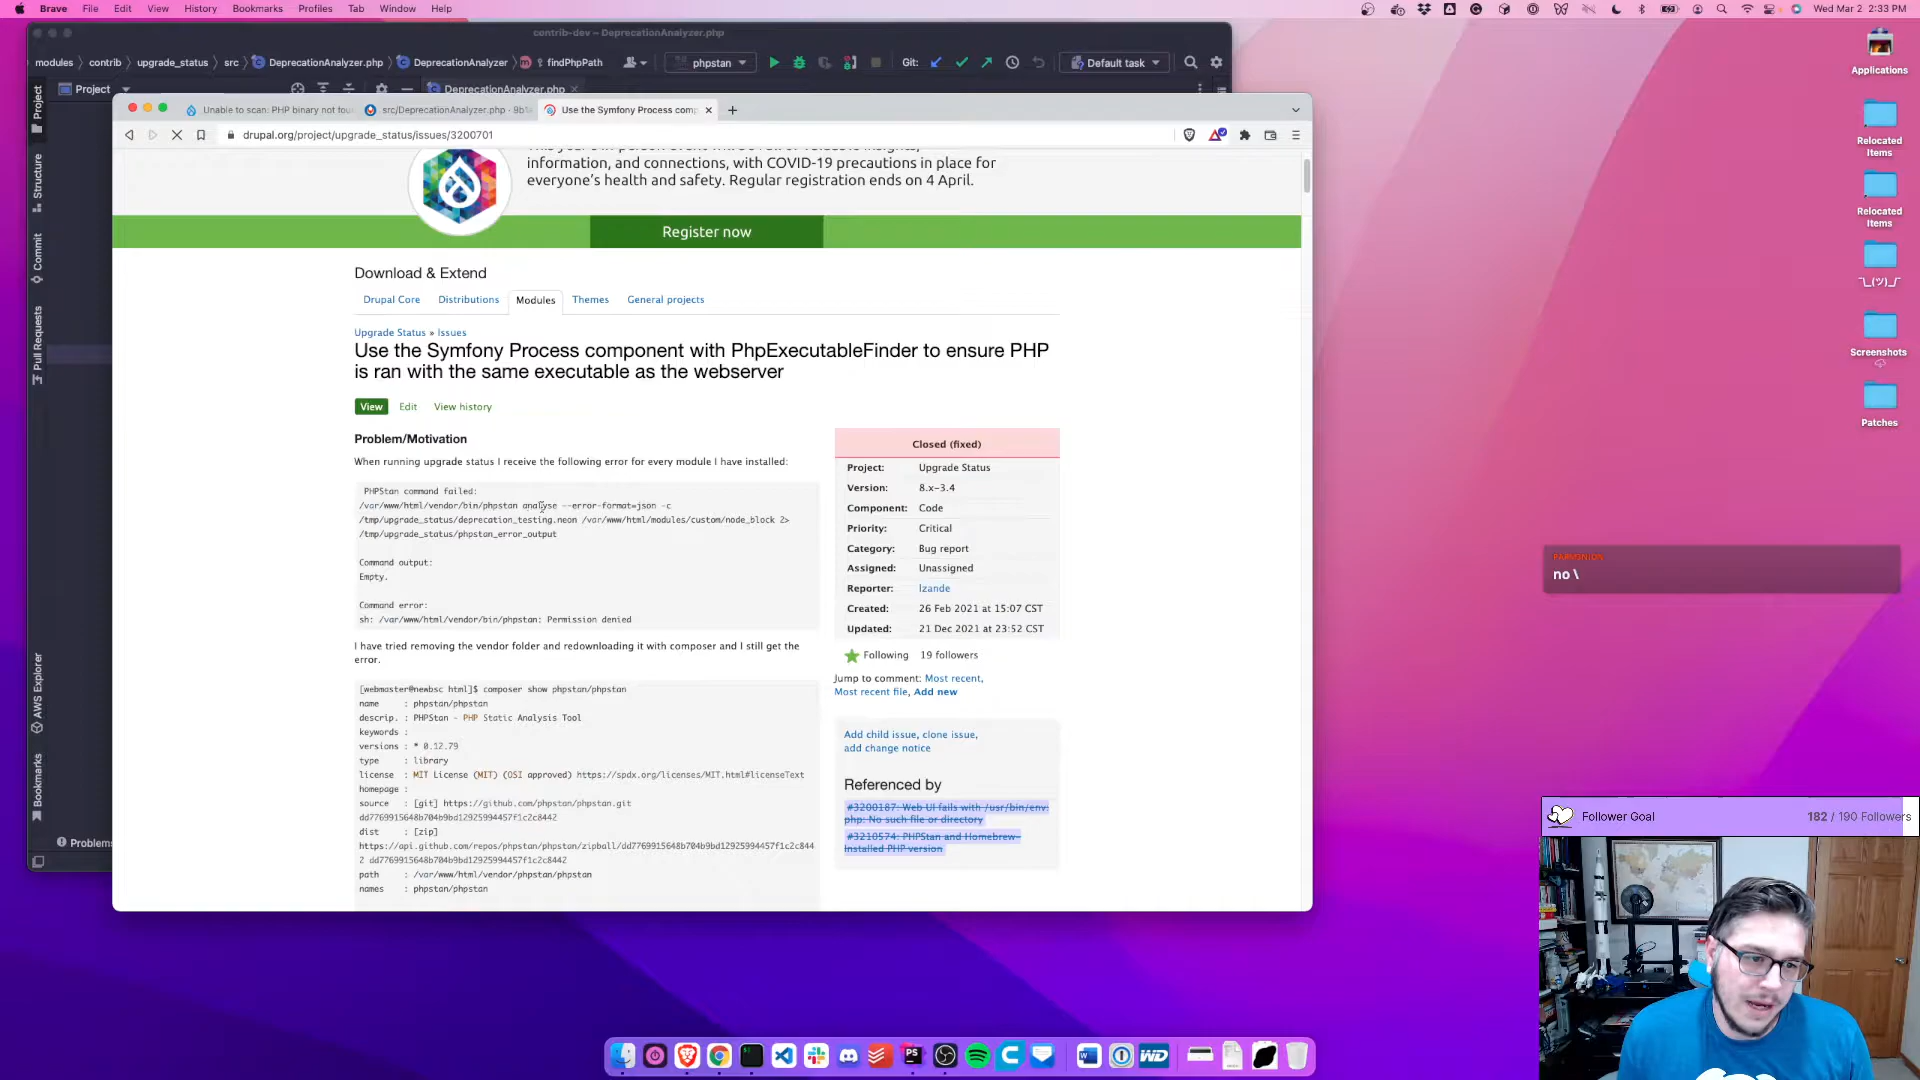 Brave File Edit View History Bookmarks Profiles Tab Window Help
Wed Mar 2 2:33 PM
contrib-dev – DeprecationAnalyzer.php
modules contrib upgrade_status src DeprecationAnalyzer.php DeprecationAnalyzer findPhpPath
phpstan
Git:
Default task
Project
DeprecationAnalyzer.php
Unable to scan: PHP binary not fou
src/DeprecationAnalyzer.php · 9b1
Use the Symfony Process comp
drupal.org/project/upgrade_status/issues/3200701
information, and connections, with COVID-19 precautions in place for
everyone's health and safety. Regular registration ends on 4 April.
Register now
Download & Extend
Drupal Core Distributions Modules Themes General projects
Upgrade Status » Issues
Use the Symfony Process component with PhpExecutableFinder to ensure PHP
is ran with the same executable as the webserver
View Edit View history
Problem/Motivation
When running upgrade status I receive the following error for every module I have installed:
PHPStan command failed:
/var/www/html/vendor/bin/phpstan analyse --error-format=json -c
/tmp/upgrade_status/deprecation_testing.neon /var/www/html/modules/custom/node_block 2>
/tmp/upgrade_status/phpstan_error_output
Command output:
Empty.
Command error:
sh: /var/www/html/vendor/bin/phpstan: Permission denied
I have tried removing the vendor folder and redownloading it with composer and I still get the
error.
[webmaster@newbsc html]$ composer show phpstan/phpstan
name : phpstan/phpstan
descrip. : PHPStan - PHP Static Analysis Tool
keywords :
versions : * 0.12.79
type : library
license : MIT License (MIT) (OSI approved) https://spdx.org/licenses/MIT.html#licenseText
homepage :
source : [git] https://github.com/phpstan/phpstan.git
dd7769915648b704b9bd12925994457f1c2c8442
dist : [zip]
https://api.github.com/repos/phpstan/phpstan/zipball/dd7769915648b704b9bd12925994457f1c2c844
2 dd7769915648b704b9bd12925994457f1c2c8442
path : /var/www/html/vendor/phpstan/phpstan
names : phpstan/phpstan
Closed (fixed)
Project: Upgrade Status
Version: 8.x-3.4
Component: Code
Priority: Critical
Category: Bug report
Assigned: Unassigned
Reporter: lzande
Created: 26 Feb 2021 at 15:07 CST
Updated: 21 Dec 2021 at 23:52 CST
Following 19 followers
Jump to comment: Most recent,
Most recent file, Add new
Add child issue, clone issue,
add change notice
Referenced by
#3200187: Web UI fails with /usr/bin/env:
php: No such file or directory
#3210574: PHPStan and Homebrew-
Installed PHP version
Project
Structure
Commit
Pull Requests
AWS Explorer
Bookmarks
Problems
Applications
Relocated
Items
Relocated
Items
¯\_(ツ)_/¯
Screenshots
Patches
PARM3NION
no \
Follower Goal
182 / 190 Followers
PS
WD